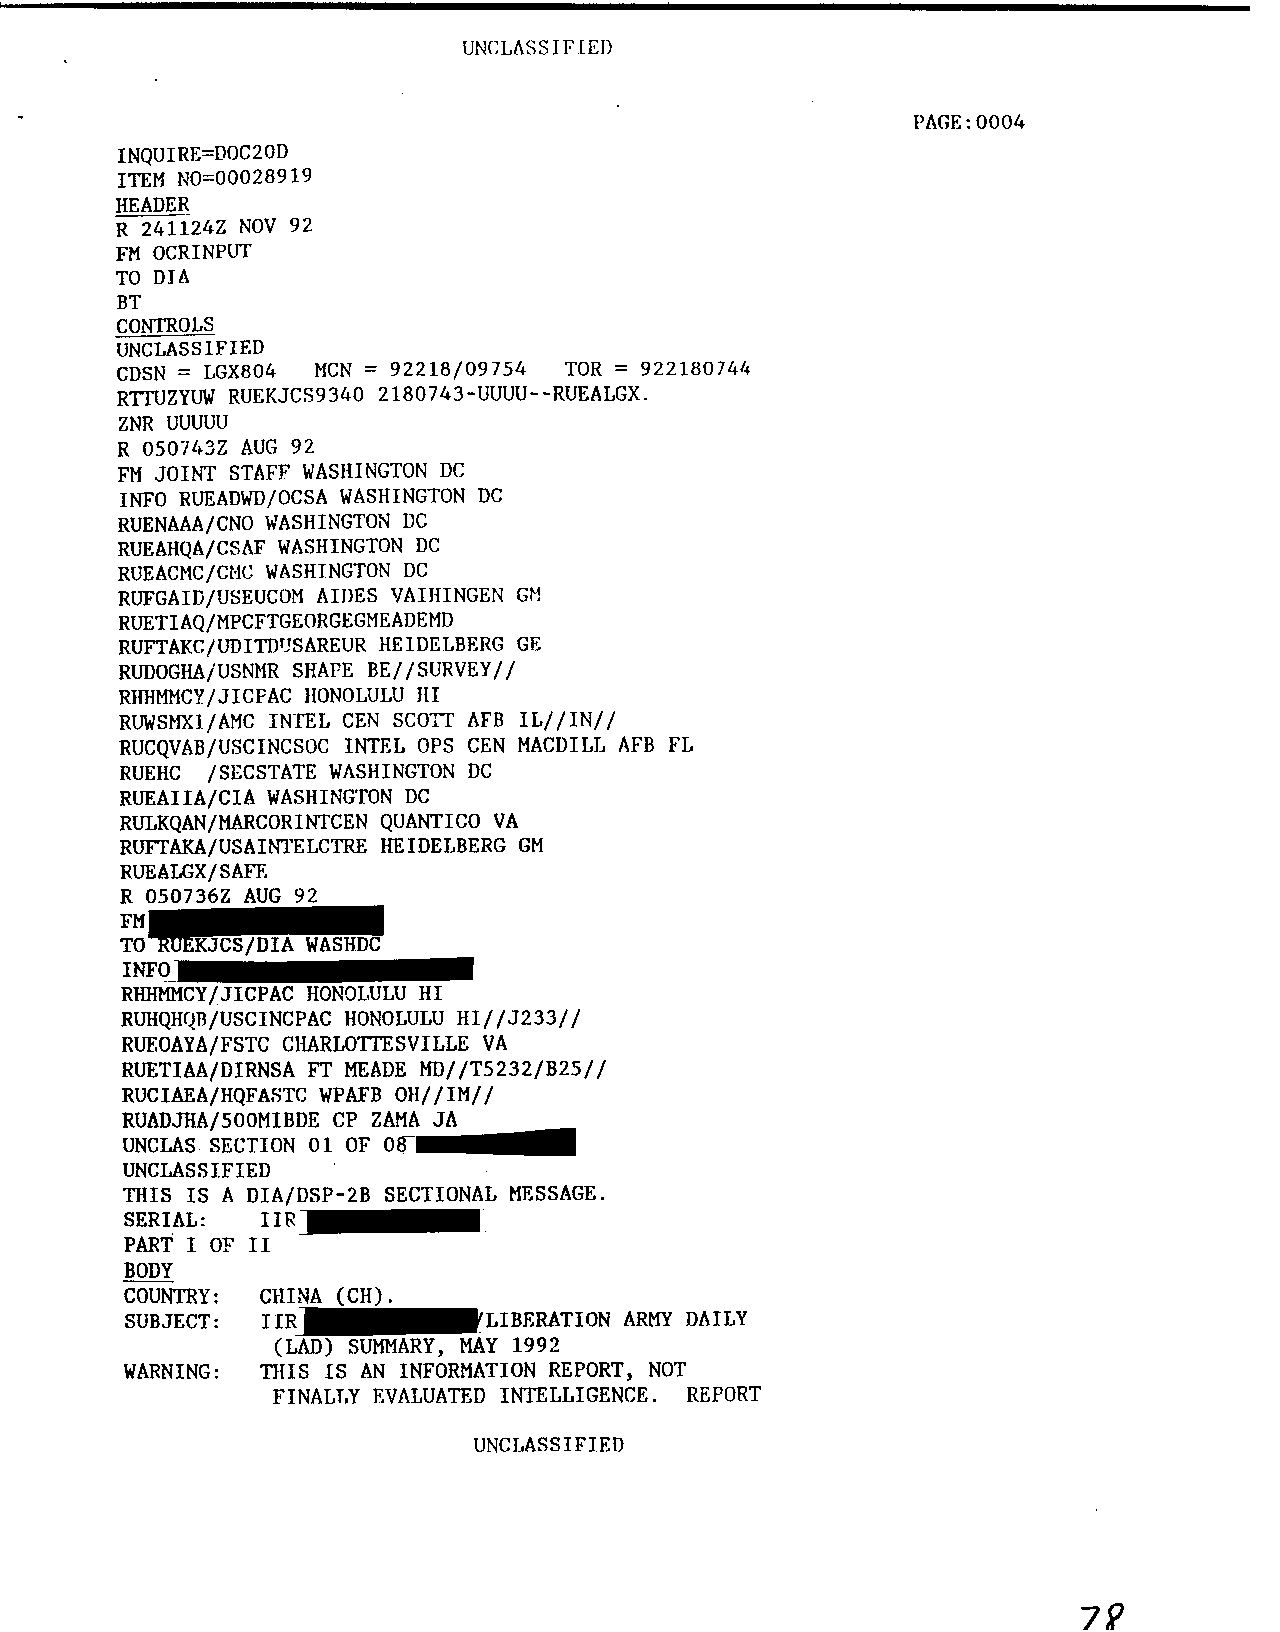 UNCLASSIFIED
PAGE:0004
INQUIRE=DOC20D
ITEM NO=00028919
HEADER
R 241124Z NOV 92
FM OCRINPUT
TO DIA
BT
CONTROLS
UNCLASSIFIED
CDSN = LGX804 MCN = 92218/09754 TOR = 922180744
RTTUZYUW RUEKJCS9340 2180743-UUUU--RUEALGX.
ZNR UUUUU
R 050743Z AUG 92
FM JOINT STAFF WASHINGTON DC
INFO RUEADWD/OCSA WASHINGTON DC
RUENAAA/CNO WASHINGTON DC
RUEAHQA/CSAF WASHINGTON DC
RUEACMC/CMC WASHINGTON DC
RUFGAID/USEUCOM AIDES VAIHINGEN GM
RUETIAQ/MPCFTGEORGEGMEADEMD
RUFTAKC/UDITDUSAREUR HEIDELBERG GE
RUDOGHA/USNMR SHAPE BE//SURVEY//
RHHMMCY/JICPAC HONOLULU HI
RUWSMXI/AMC INTEL CEN SCOTT AFB IL//IN//
RUCQVAB/USCINCSOC INTEL OPS CEN MACDILL AFB FL
RUEHC /SECSTATE WASHINGTON DC
RUEAIIA/CIA WASHINGTON DC
RULKQAN/MARCORINTCEN QUANTICO VA
RUFTAKA/USAINTELCTRE HEIDELBERG GM
RUEALGX/SAFE
R 050736Z AUG 92
FM
TO RUEKJCS/DIA WASHDC
INFO
RHHMMCY/JICPAC HONOLULU HI
RUHQHQB/USCINCPAC HONOLULU HI//J233//
RUEOAYA/FSTC CHARLOTTESVILLE VA
RUETIAA/DIRNSA FT MEADE MD//T5232/B25//
RUCIAEA/HQFASTC WPAFB OH//IM//
RUADJHA/500MIBDE CP ZAMA JA
UNCLAS SECTION 01 OF 08
UNCLASSIFIED
THIS IS A DIA/DSP-2B SECTIONAL MESSAGE.
SERIAL: IIR
PART I OF II
BODY
COUNTRY: CHINA (CH).
SUBJECT: IIR /LIBERATION ARMY DAILY
(LAD) SUMMARY, MAY 1992
WARNING: THIS IS AN INFORMATION REPORT, NOT
FINALLY EVALUATED INTELLIGENCE. REPORT
UNCLASSIFIED
78